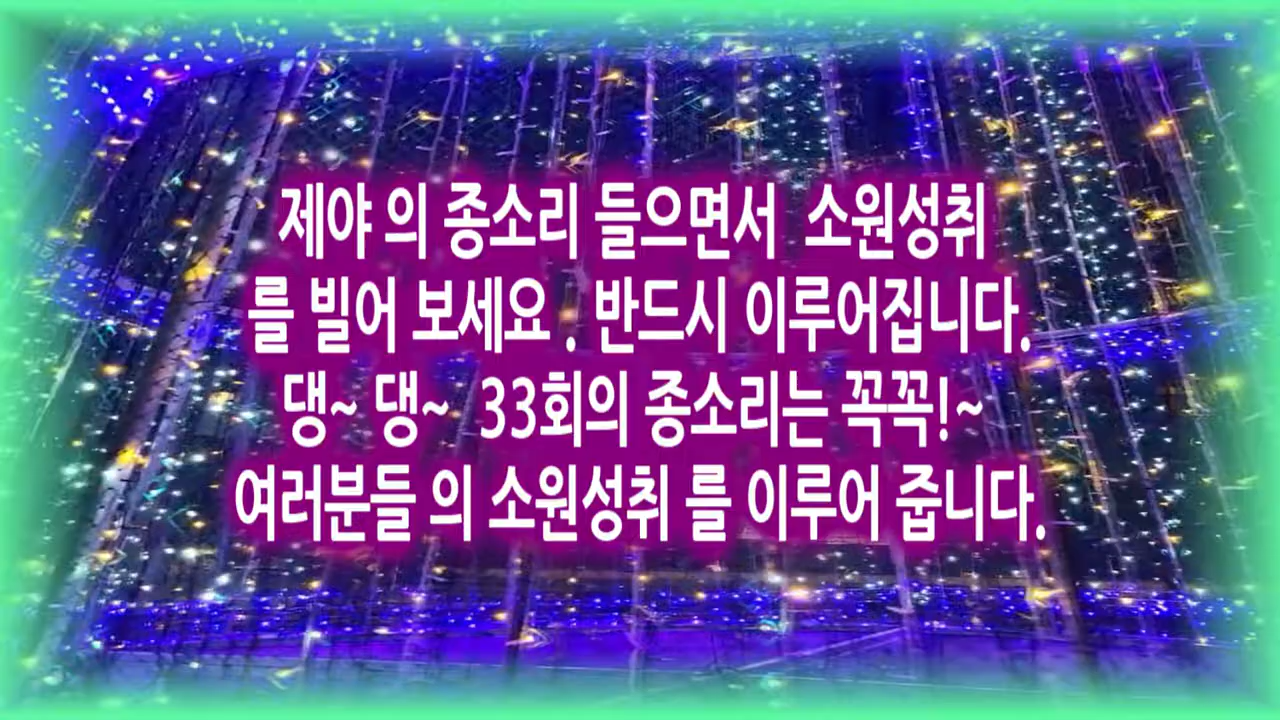 제야 의 종소리 들으면서  소원성취
를 빌어 보세요 . 반드시 이루어집니다.
댕~ 댕~  33회의 종소리는 꼭꼭!~
여러분들 의 소원성취 를 이루어 줍니다.